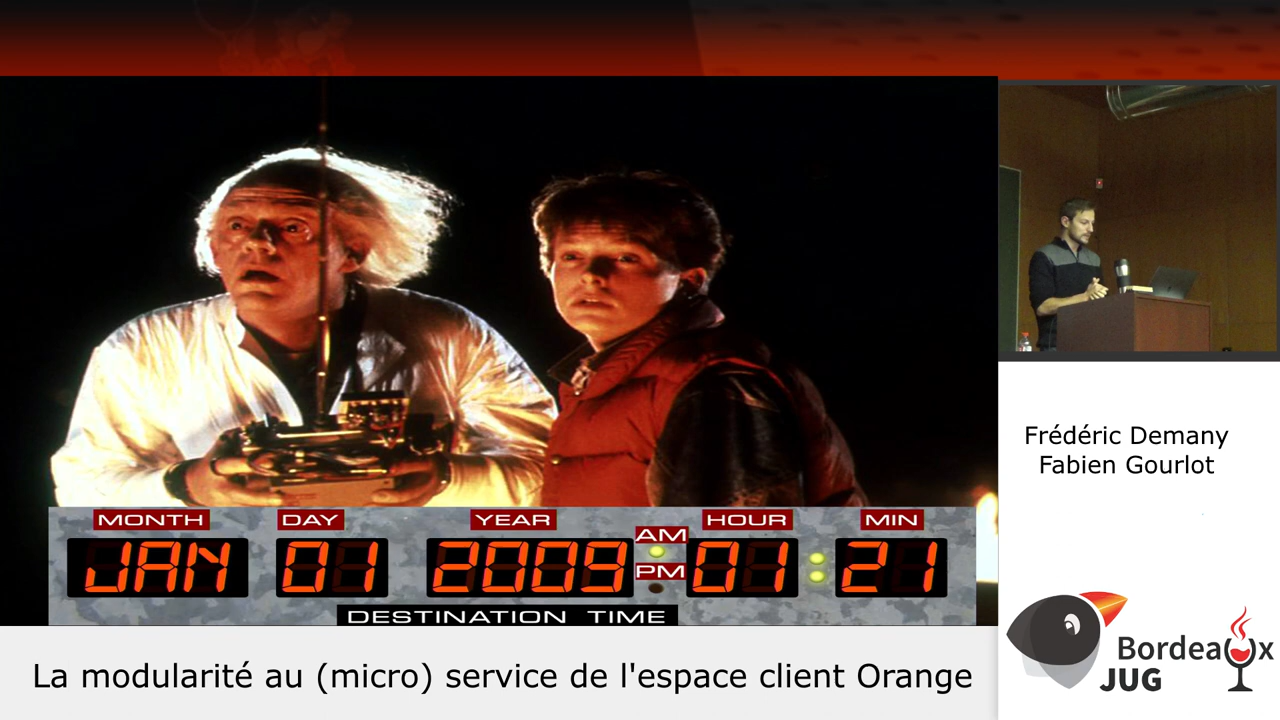 MONTH DAY YEAR HOUR MIN
AM
PM
JAN 01 2009 01 : 21
DESTINATION TIME
La modularité au (micro) service de l'espace client Orange
Frédéric Demany
Fabien Gourlot
Bordeaux
JUG